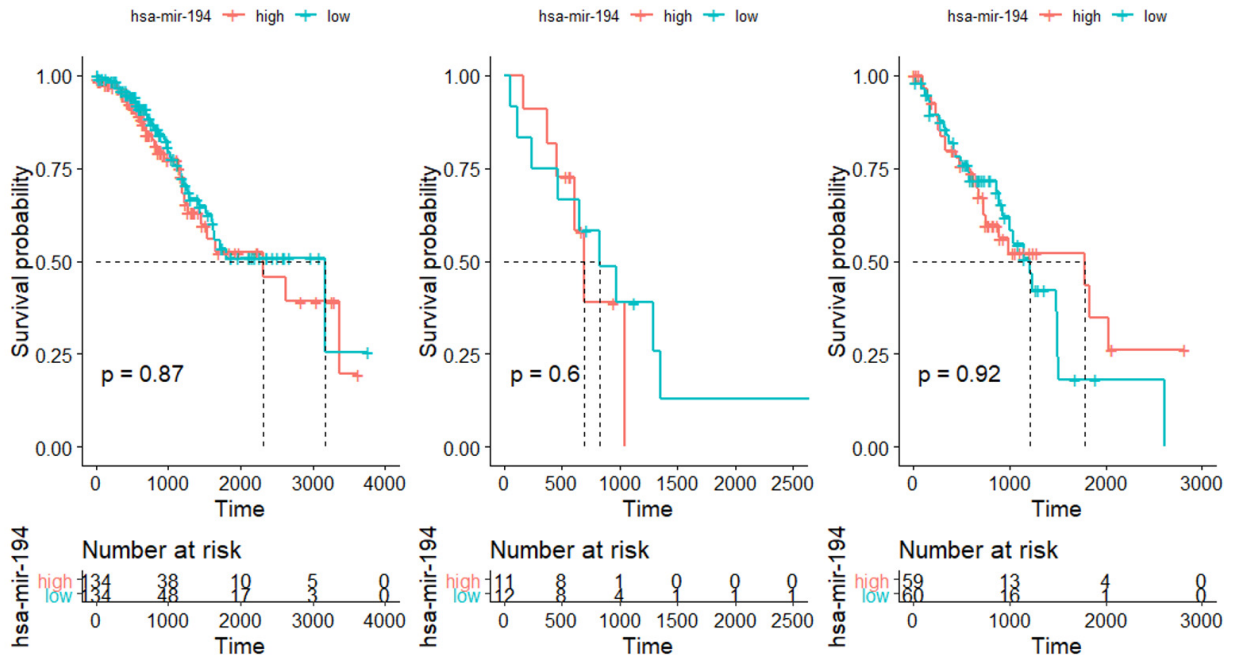 hsa-mir-194 high low
1.00
0.75
0.50
0.25
0.00
Survival probability
p = 0.87
0 1000 2000 3000 4000
Time
Number at risk
hsa-mir-194
high 134 38 10 5 0
low 134 48 17 3 0
0 1000 2000 3000 4000
Time
hsa-mir-194 high low
1.00
0.75
0.50
0.25
0.00
Survival probability
p = 0.6
0 500 1000 1500 2000 2500
Time
Number at risk
hsa-mir-194
high 11 8 1 0 0 0
low 12 8 4 1 1 1
0 500 1000 1500 2000 2500
Time
hsa-mir-194 high low
1.00
0.75
0.50
0.25
0.00
Survival probability
p = 0.92
0 1000 2000 3000
Time
Number at risk
hsa-mir-194
high 59 13 4 0
low 60 16 1 0
0 1000 2000 3000
Time